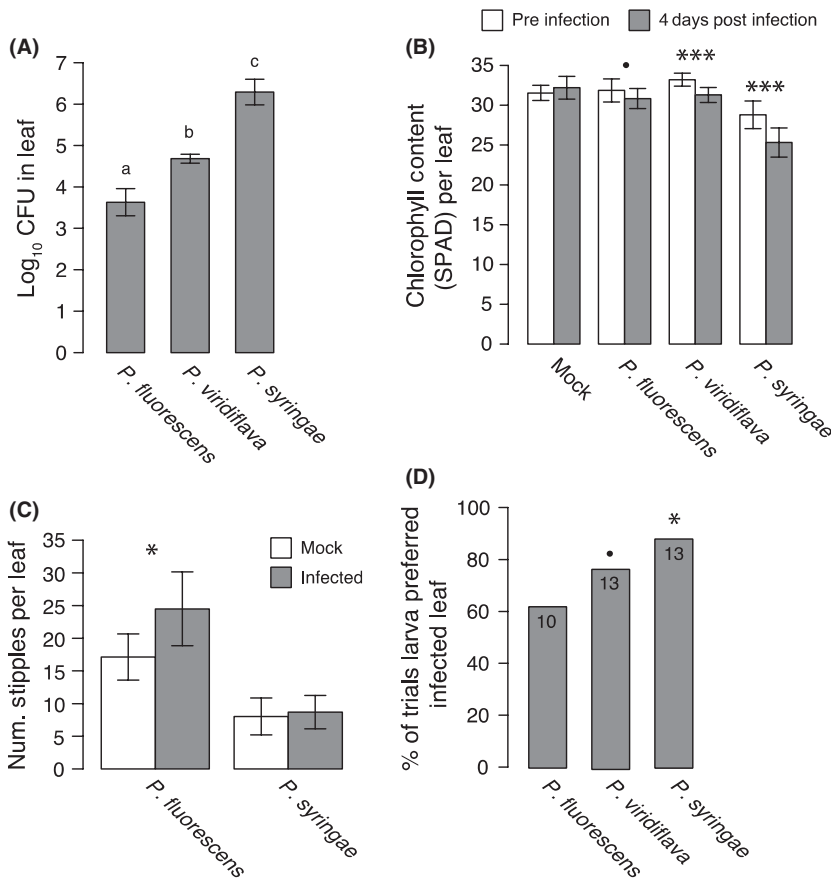 Pre infection
4 days post infection
(A)
7
6
5
4
3
2
1
0
Log10 CFU in leaf
a
b
c
P. fluorescens
P. viridiflava
P. syringae
(B)
35
30
25
20
15
10
5
0
Chlorophyll content
(SPAD) per leaf
•
***
***
Mock
P. fluorescens
P. viridiflava
P. syringae
(C)
35
30
25
20
15
10
5
0
Num. stipples per leaf
*
Mock
Infected
P. fluorescens
P. syringae
(D)
100
80
60
40
20
0
% of trials larva preferred
infected leaf
10
•
13
*
13
P. fluorescens
P. viridiflava
P. syringae